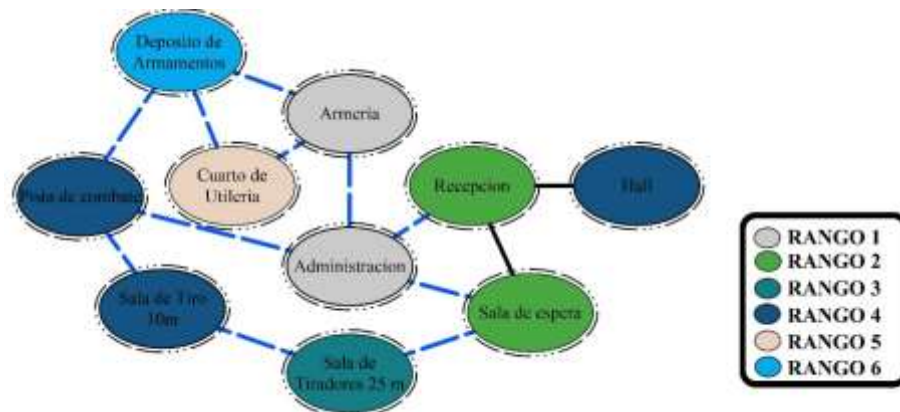 Deposito de
Armamentos
Armeria
Cuarto de
Utileria
Recepcion
Hall
Pista de combate
Administracion
Sala de Tiro
10m
Sala de espera
Sala de
Tiradores 25 m
RANGO 1
RANGO 2
RANGO 3
RANGO 4
RANGO 5
RANGO 6